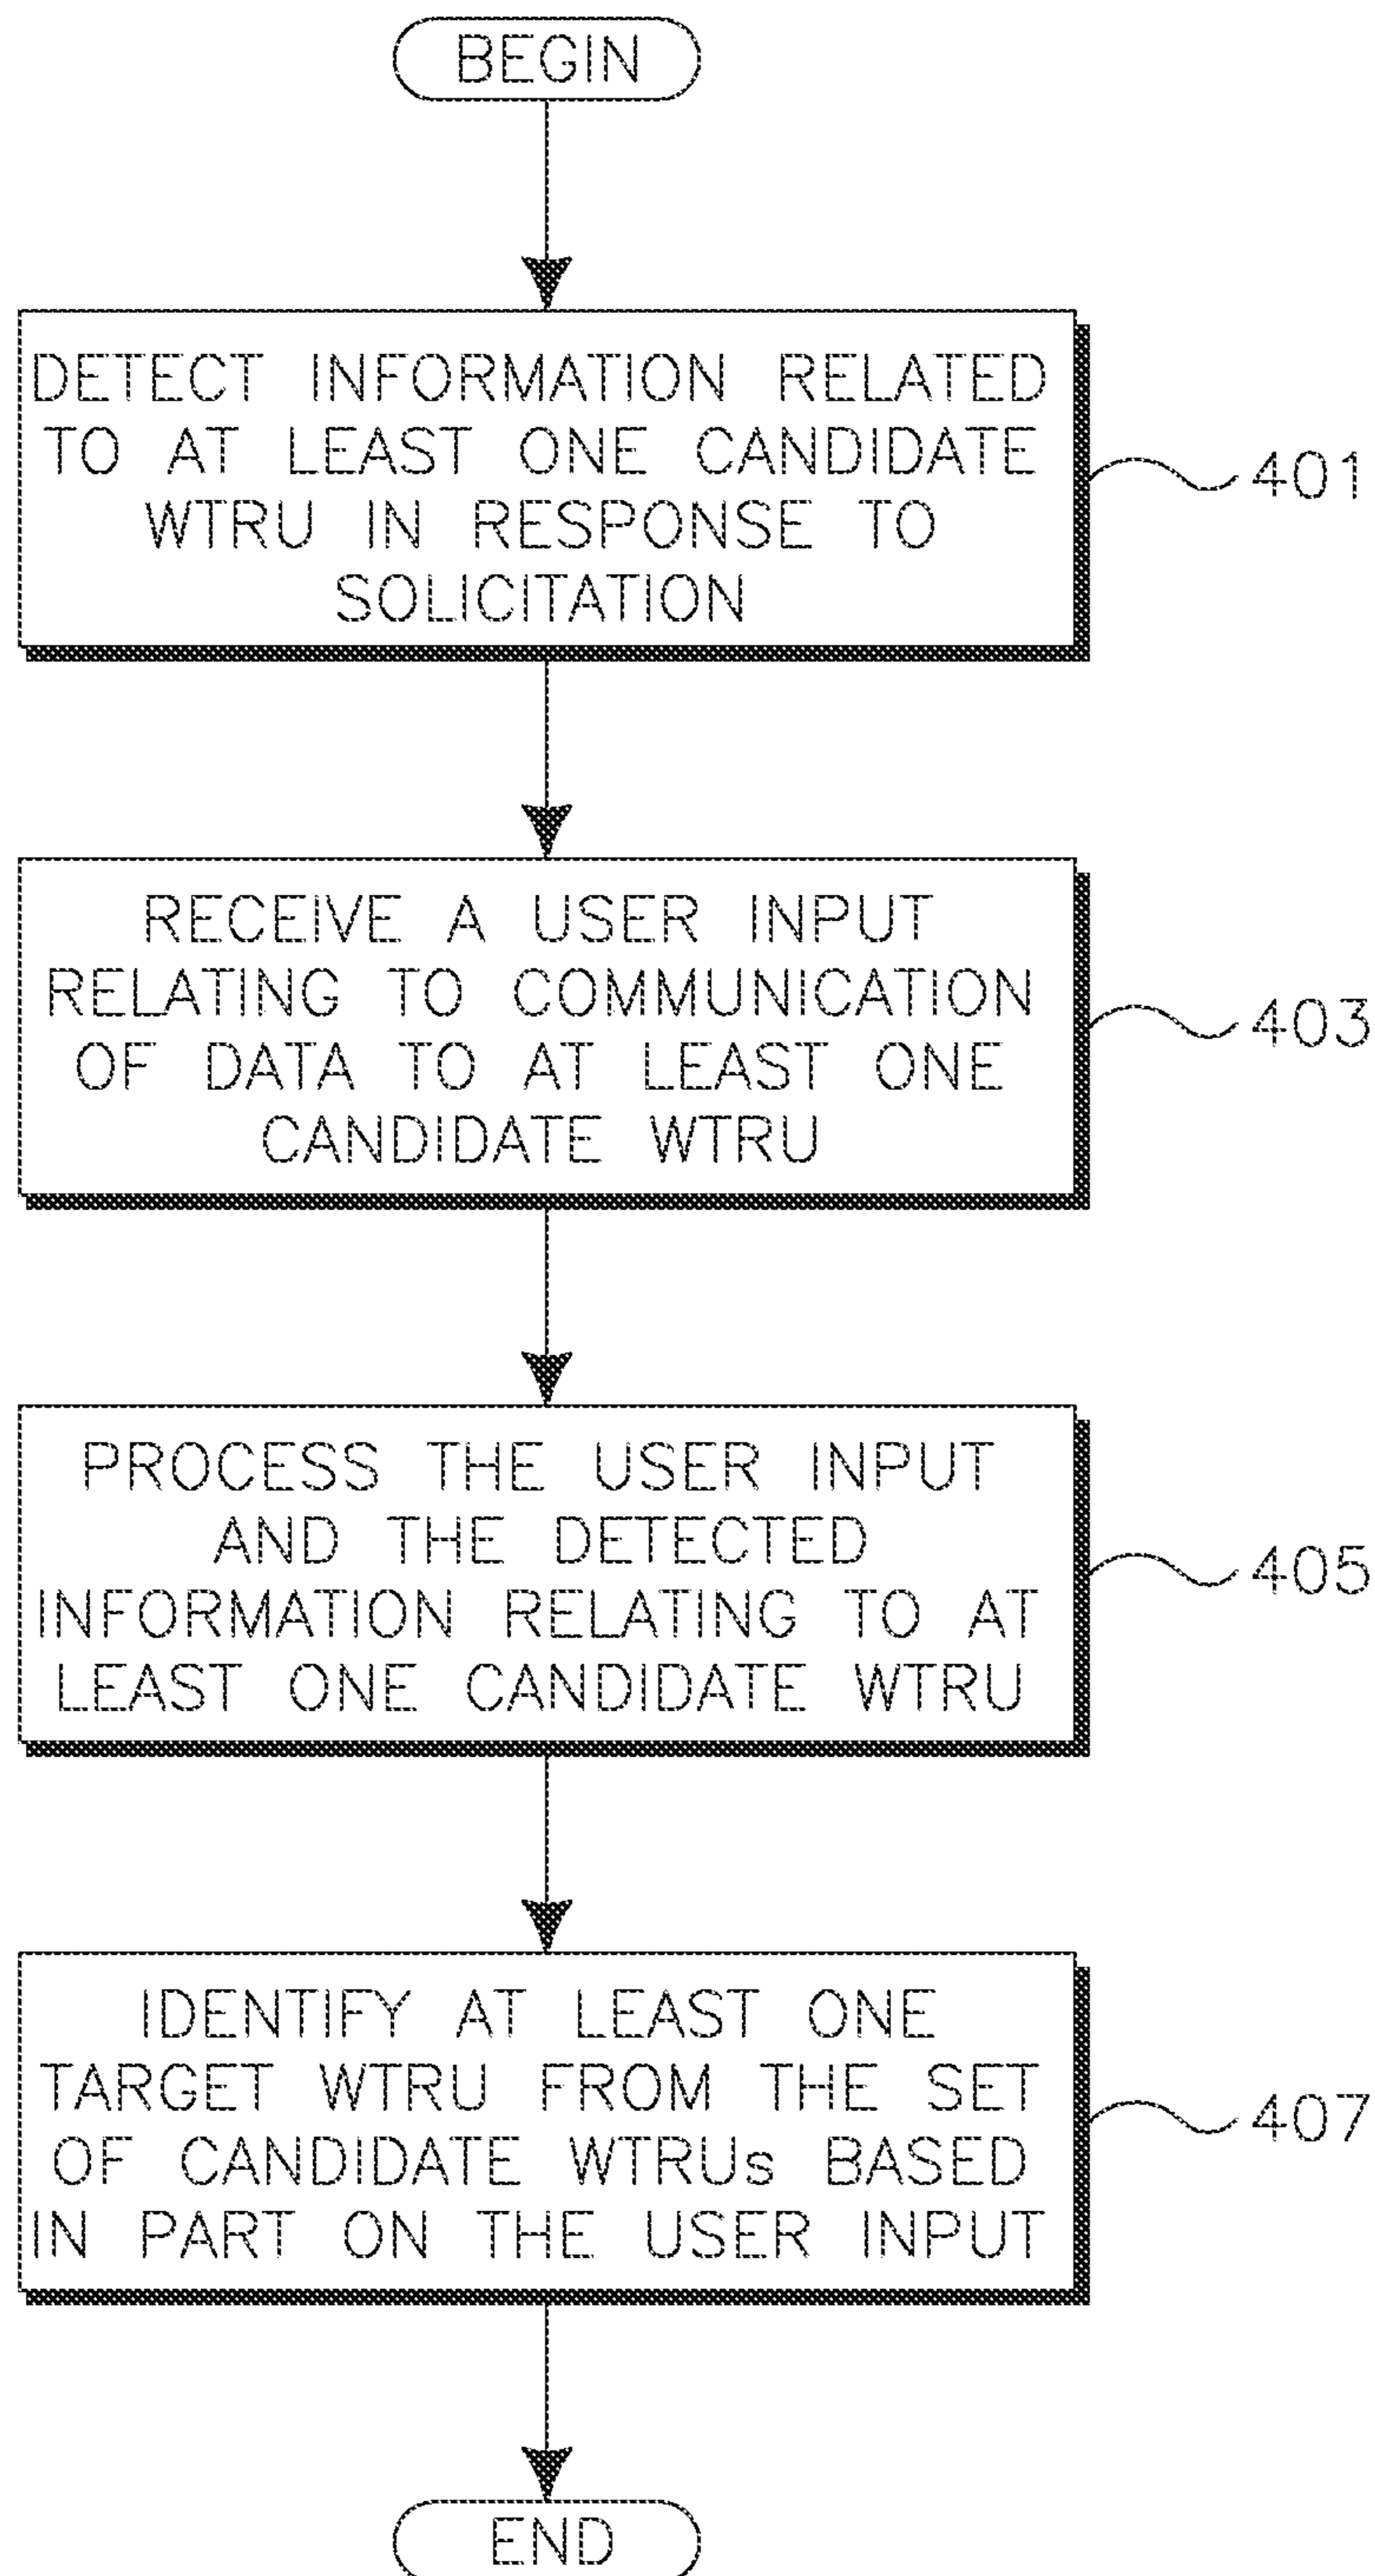 BEGIN
DETECT INFORMATION RELATED
TO AT LEAST ONE CANDIDATE
WTRU IN RESPONSE TO
SOLICITATION
401
RECEIVE A USER INPUT
RELATING TO COMMUNICATION
OF DATA TO AT LEAST ONE
CANDIDATE WTRU
403
PROCESS THE USER INPUT
AND THE DETECTED
INFORMATION RELATING TO AT
LEAST ONE CANDIDATE WTRU
405
IDENTIFY AT LEAST ONE
TARGET WTRU FROM THE SET
OF CANDIDATE WTRUs BASED
IN PART ON THE USER INPUT
407
END